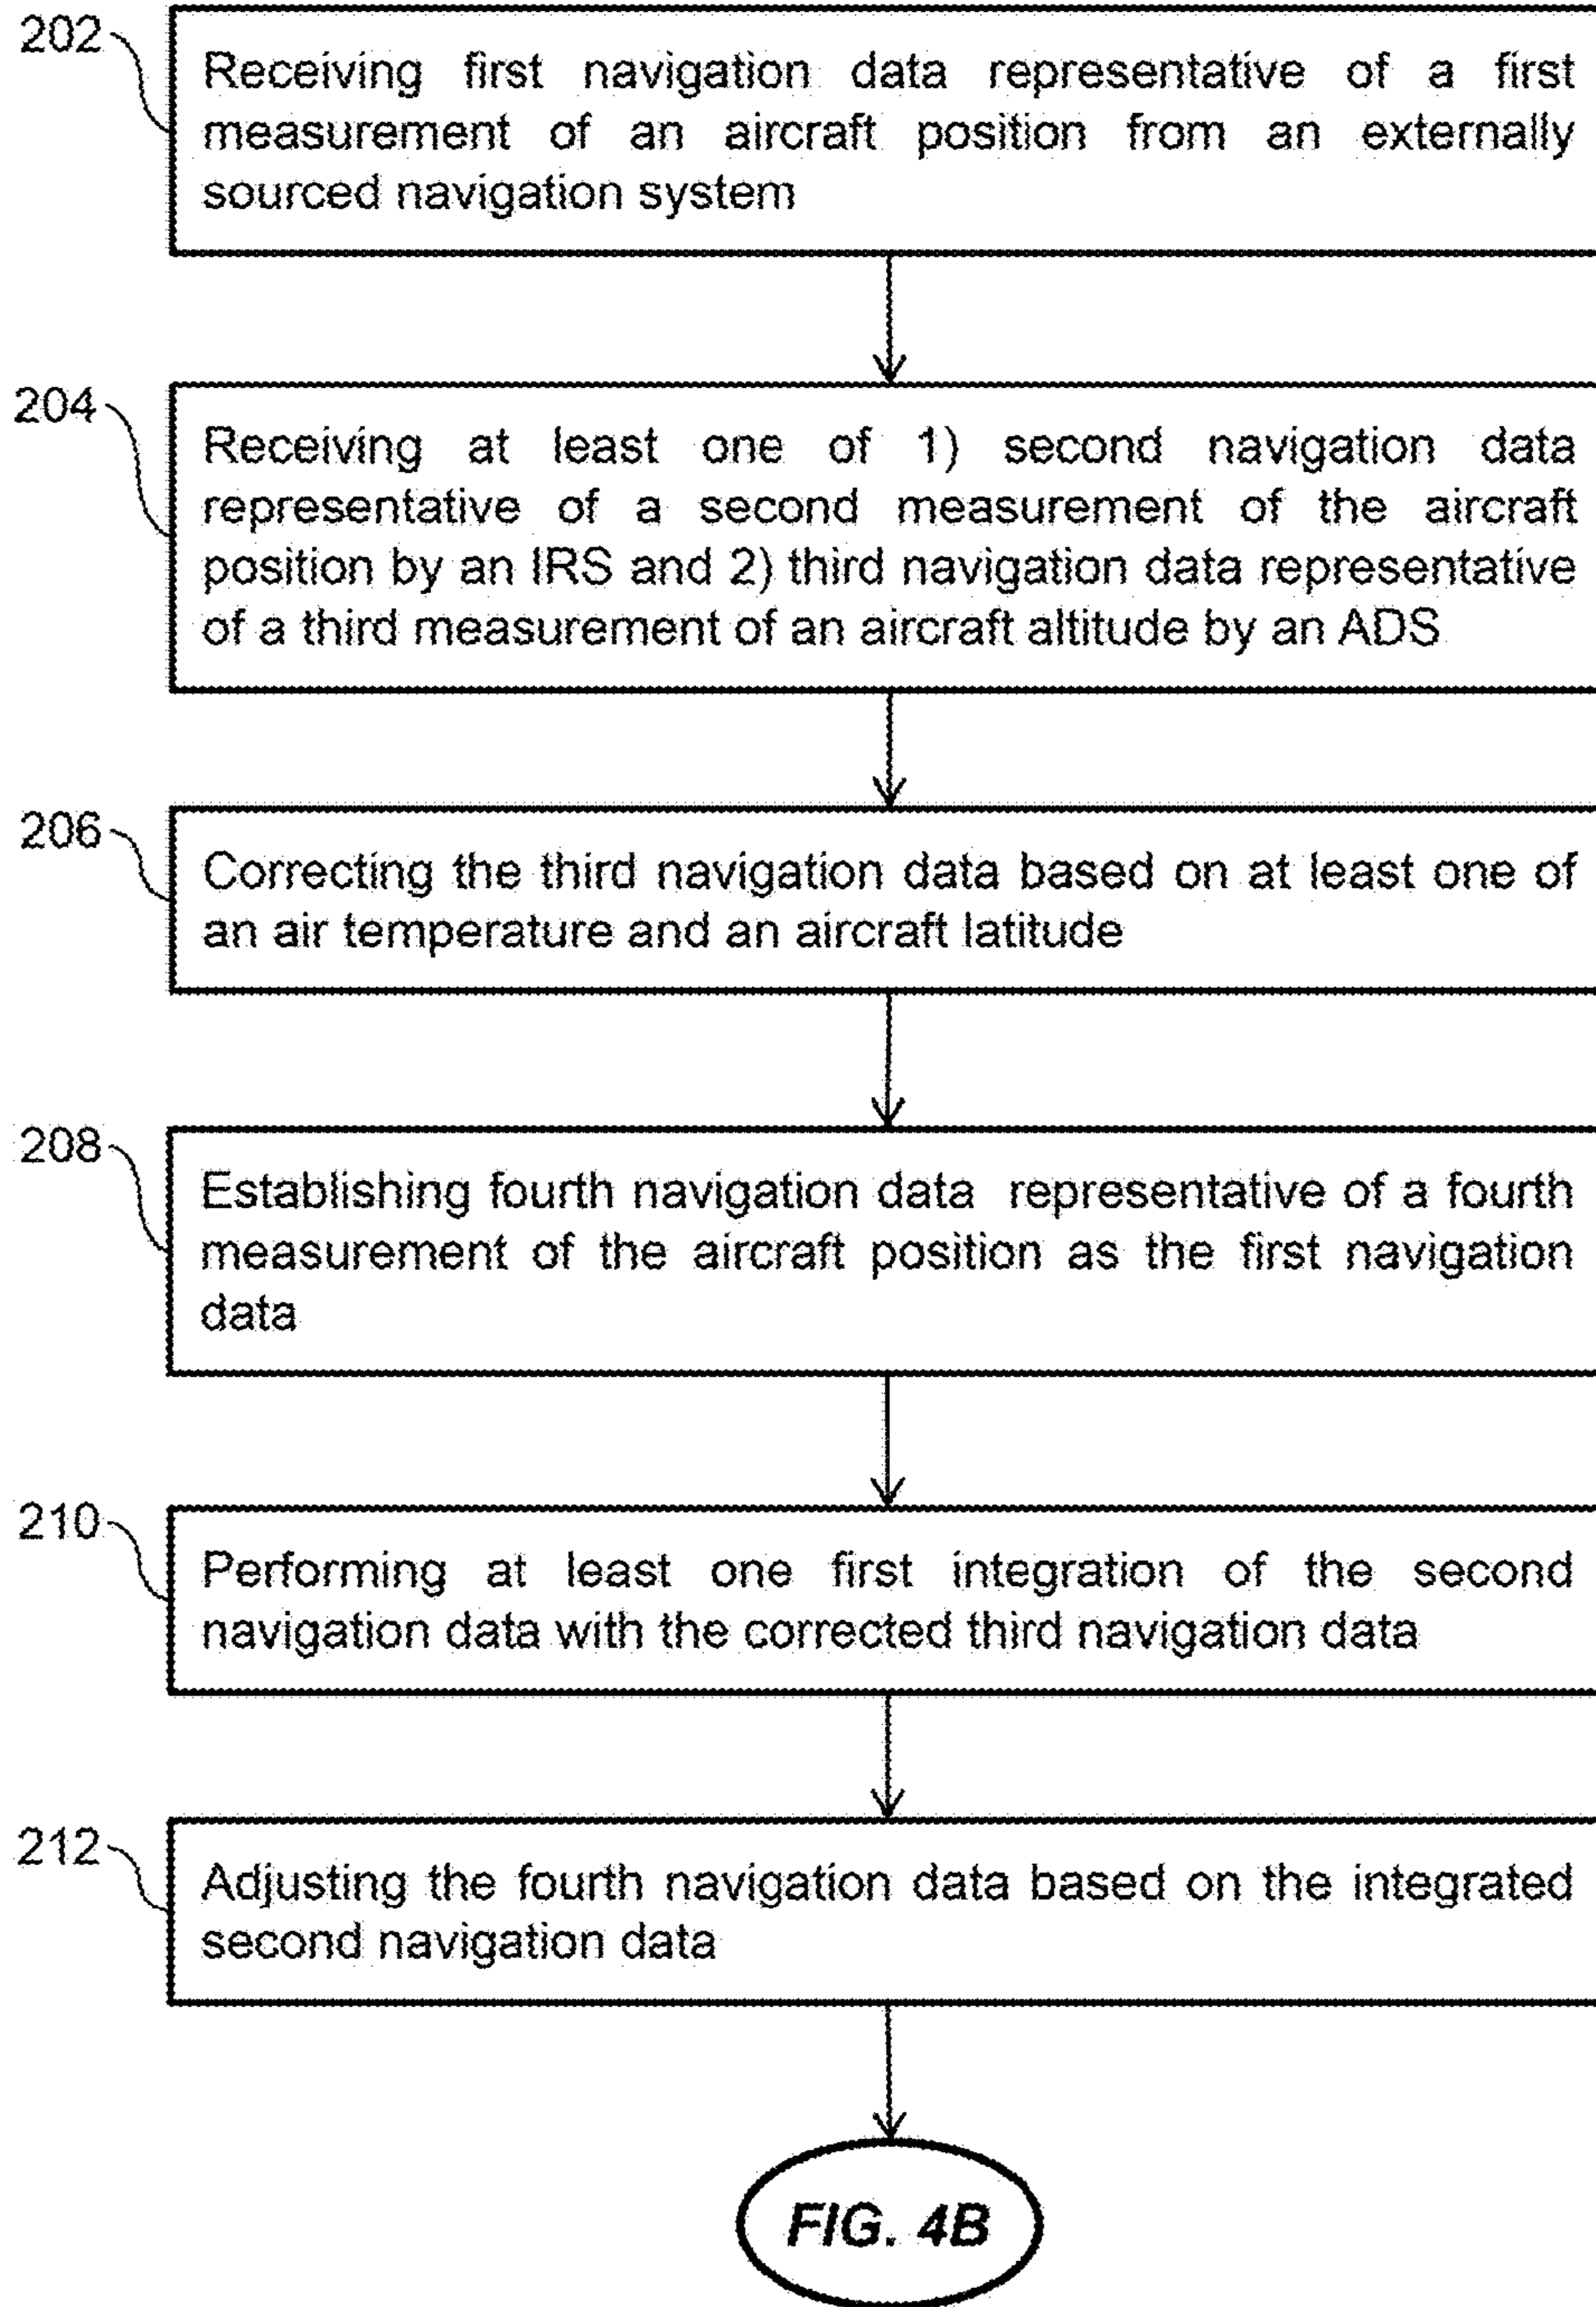 202
Receiving first navigation data representative of a first
measurement of an aircraft position from an externally
sourced navigation system
204
Receiving at least one of 1) second navigation data
representative of a second measurement of the aircraft
position by an IRS and 2) third navigation data representative
of a third measurement of an aircraft altitude by an ADS
206
Correcting the third navigation data based on at least one of
an air temperature and an aircraft latitude
208
Establishing fourth navigation data representative of a fourth
measurement of the aircraft position as the first navigation
data
210
Performing at least one first integration of the second
navigation data with the corrected third navigation data
212
Adjusting the fourth navigation data based on the integrated
second navigation data
FIG. 4B